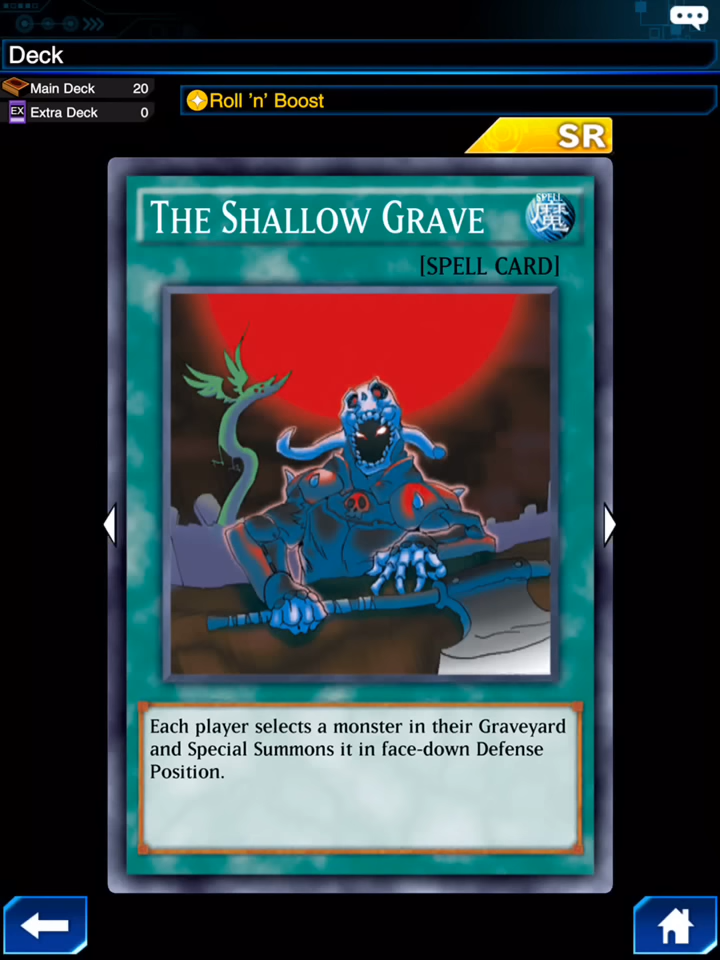 Deck
Main Deck 20
EX Extra Deck 0
Roll 'n' Boost
SR
THE SHALLOW GRAVE
SPELL
魔
[SPELL CARD]
Each player selects a monster in their Graveyard
and Special Summons it in face-down Defense
Position.